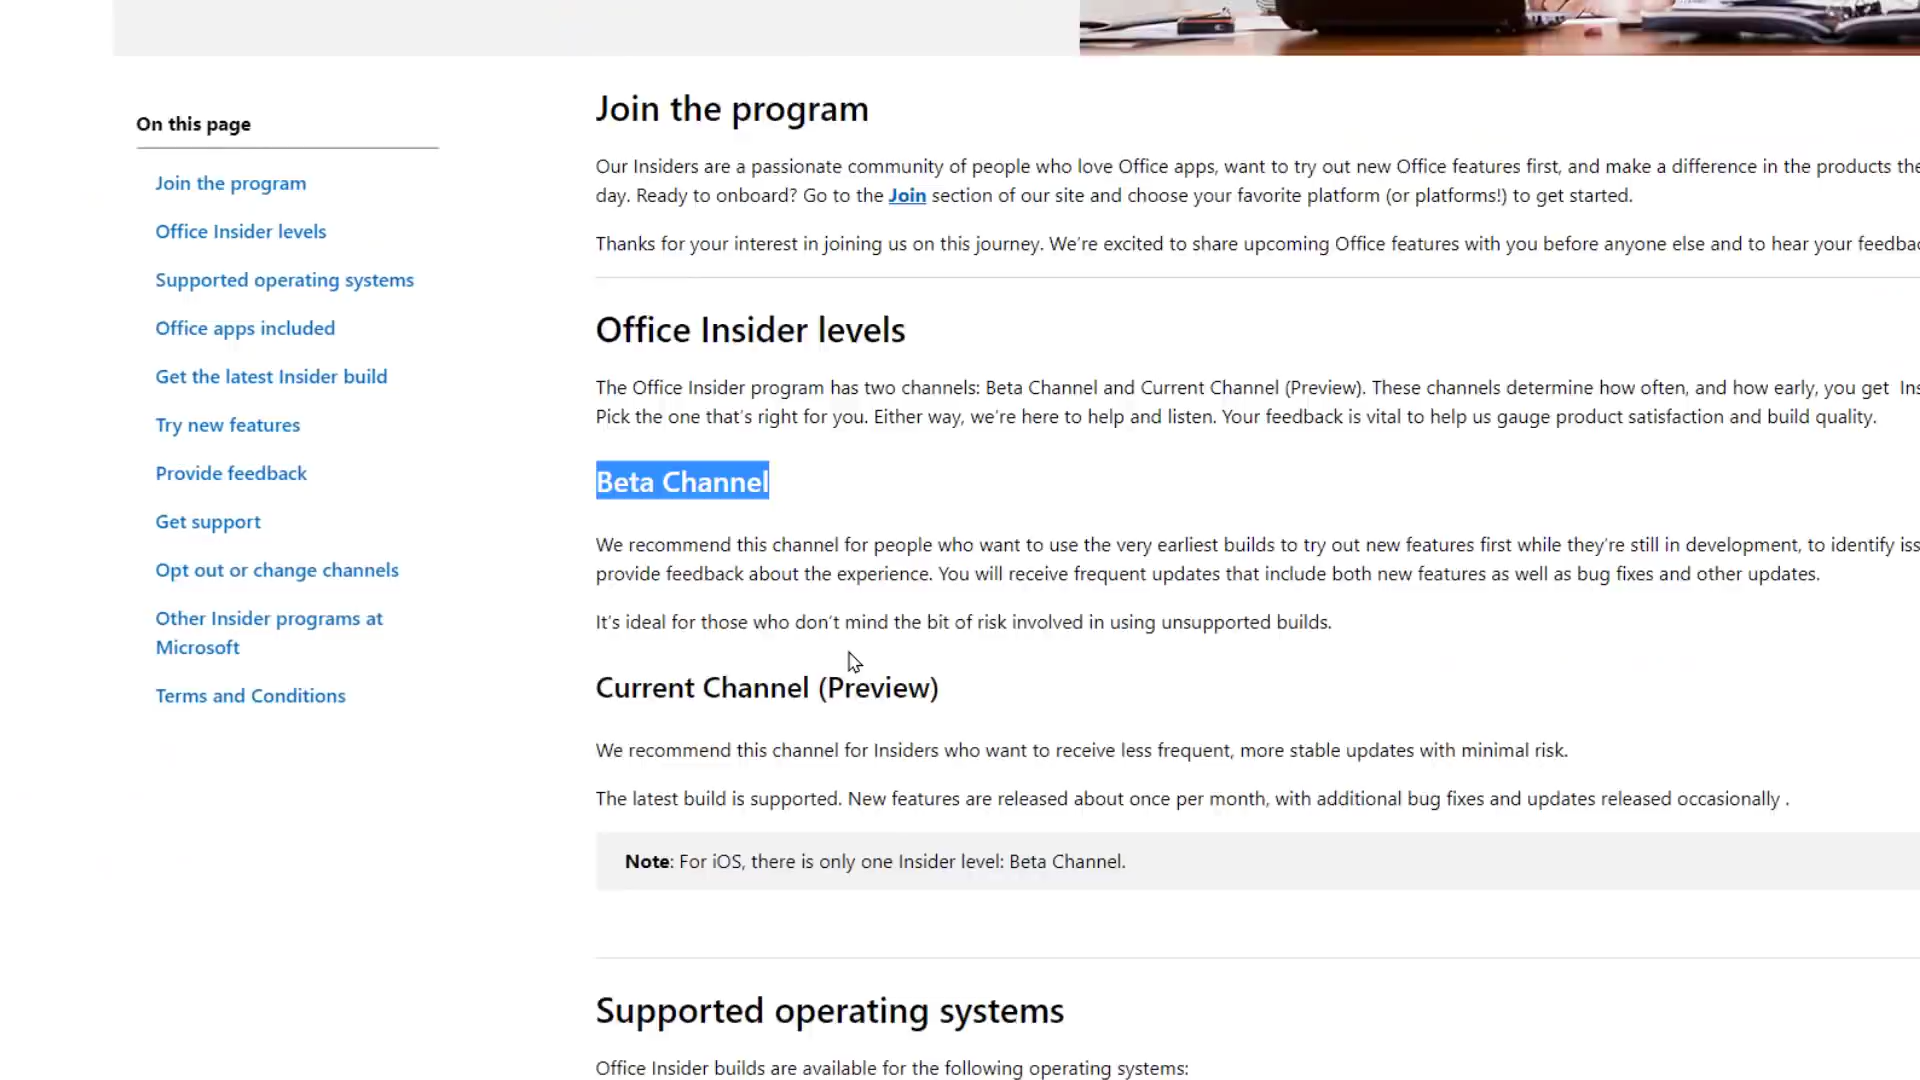 On this page
Join the program
Office Insider levels
Supported operating systems
Office apps included
Get the latest Insider build
Try new features
Provide feedback
Get support
Opt out or change channels
Other Insider programs at
Microsoft
Terms and Conditions
Join the program
Our Insiders are a passionate community of people who love Office apps, want to try out new Office features first, and make a difference in the products
day. Ready to onboard? Go to the Join section of our site and choose your favorite platform (or platforms!) to get started.
Thanks for your interest in joining us on this journey. We're excited to share upcoming Office features with you before anyone else and to hear your
Office Insider levels
The Office Insider program has two channels: Beta Channel and Current Channel (Preview). These channels determine how often, and how early, you get
Pick the one that's right for you. Either way, we're here to help and listen. Your feedback is vital to help us gauge product satisfaction and build quality.
Beta Channel
We recommend this channel for people who want to use the very earliest builds to try out new features first while they're still in development, to identify
provide feedback about the experience. You will receive frequent updates that include both new features as well as bug fixes and other updates.
It's ideal for those who don't mind the bit of risk involved in using unsupported builds.
Current Channel (Preview)
We recommend this channel for Insiders who want to receive less frequent, more stable updates with minimal risk.
The latest build is supported. New features are released about once per month, with additional bug fixes and updates released occasionally .
Note: For iOS, there is only one Insider level: Beta Channel.
Supported operating systems
Office Insider builds are available for the following operating systems: